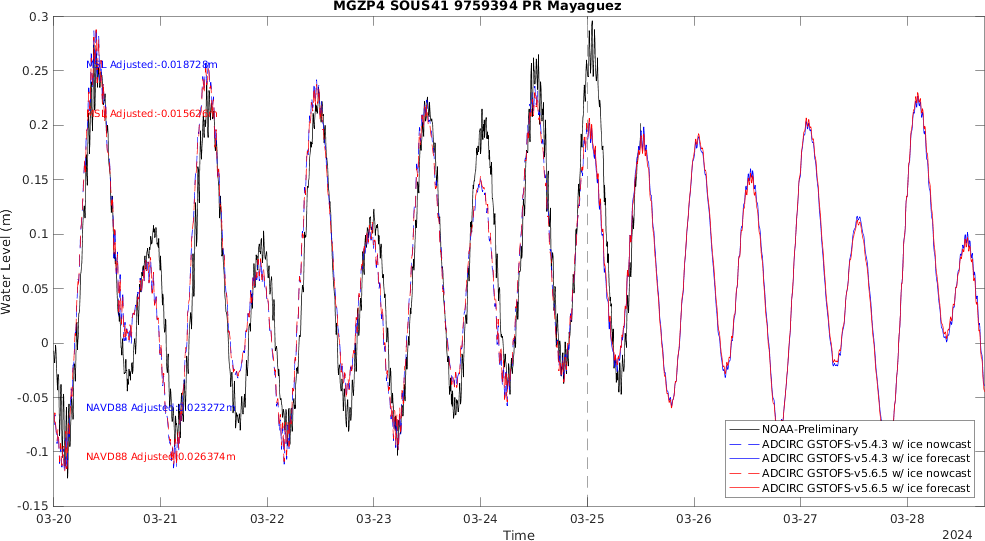 MGZP4 SOUS41 9759394 PR Mayaguez
0.3
0.25
0.2
0.15
0.1
0.05
0
-0.05
-0.1
-0.15
Water Level (m)
MSL Adjusted:-0.018728m
MSL Adjusted:-0.015626m
NAVD88 Adjusted:0.023272m
NAVD88 Adjusted:0.026374m
NOAA-Preliminary
ADCIRC GSTOFS-v5.4.3 w/ ice nowcast
ADCIRC GSTOFS-v5.4.3 w/ ice forecast
ADCIRC GSTOFS-v5.6.5 w/ ice nowcast
ADCIRC GSTOFS-v5.6.5 w/ ice forecast
03-20 03-21 03-22 03-23 03-24 03-25 03-26 03-27 03-28
Time
2024